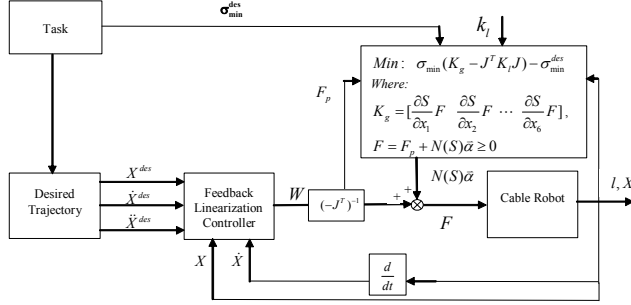 σ_min^des
Task
k_l
Min: σ_min(K_g − J^T K_l J) − σ_min^des
Where:
K_g = [∂S/∂x_1 F ∂S/∂x_2 F ⋯ ∂S/∂x_6 F],
F = F_p + N(S)ᾱ ≥ 0
F_p
Desired
Trajectory
X^des
Ẋ^des
Ẍ^des
Feedback
Linearization
Controller
W
(−J^T)^−1
N(S)ᾱ
+
+
F
Cable Robot
l, X
X
Ẋ
d/dt